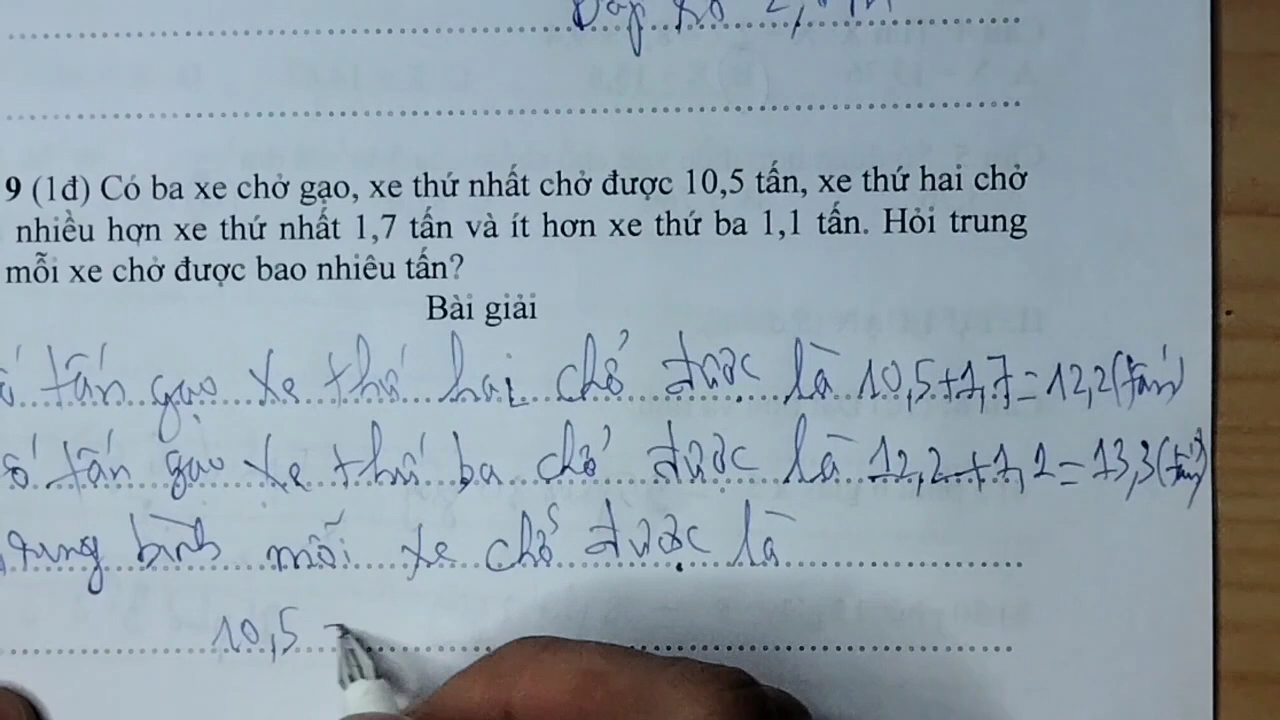 Đáp số 2,
9 (1đ) Có ba xe chở gạo, xe thứ nhất chở được 10,5 tấn, xe thứ hai chở
nhiều hơn xe thứ nhất 1,7 tấn và ít hơn xe thứ ba 1,1 tấn. Hỏi trung
mỗi xe chở được bao nhiêu tấn?
Bài giải
tấn gạo xe thứ hai chở được là 10,5+1,7=12,2(tấn)
ố tấn gạo xe thứ ba chở được là 12,2+1,1=13,3(tấn)
trung bình mỗi xe chở được là
10,5